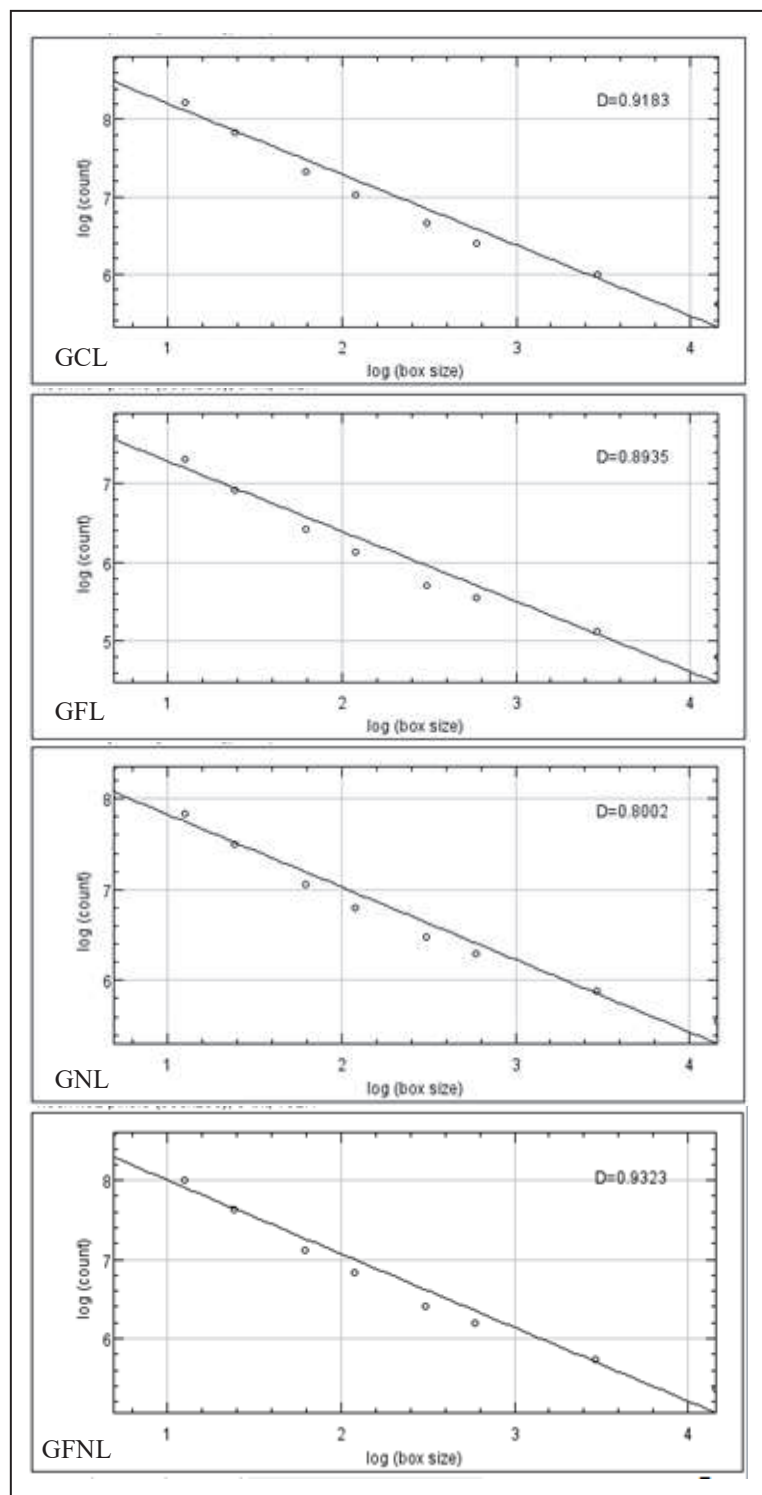 D=0.9183
8
7
6
log (count)
1 2 3 4
log (box size)
GCL
D=0.8935
7
6
5
log (count)
1 2 3 4
log (box size)
GFL
D=0.8002
8
7
6
log (count)
1 2 3 4
log (box size)
GNL
D=0.9323
8
7
6
log (count)
1 2 3 4
log (box size)
GFNL